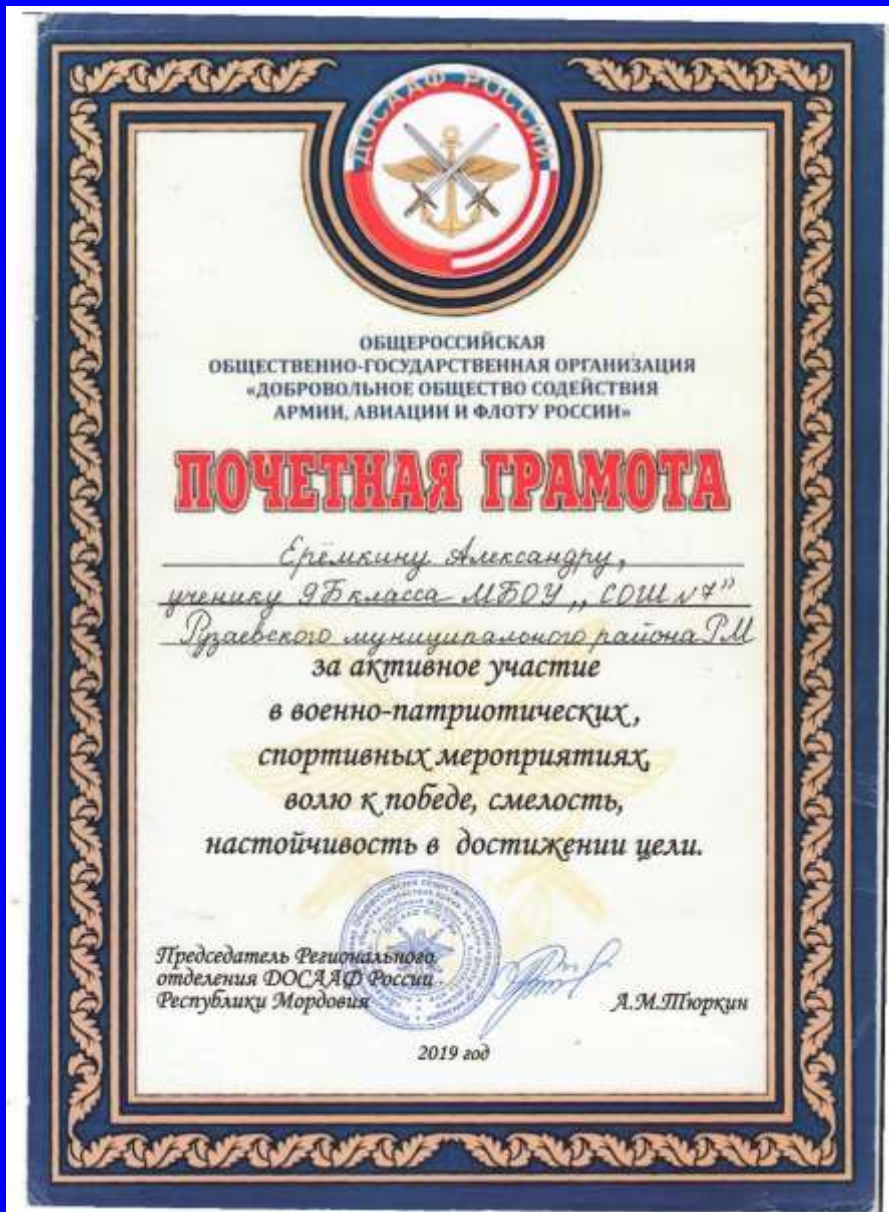 ДОСААФ РОССИИ
ОБЩЕРОССИЙСКАЯ
ОБЩЕСТВЕННО-ГОСУДАРСТВЕННАЯ ОРГАНИЗАЦИЯ
«ДОБРОВОЛЬНОЕ ОБЩЕСТВО СОДЕЙСТВИЯ
АРМИИ, АВИАЦИИ И ФЛОТУ РОССИИ»
ПОЧЕТНАЯ ГРАМОТА
Ерёмкину Александру,
ученику 9Б класса МБОУ „СОШ №7"
Рузаевского муниципального района РМ
за активное участие
в военно-патриотических,
спортивных мероприятиях,
волю к победе, смелость,
настойчивость в достижении цели.
Председатель Регионального
отделения ДОСААФ России
Республики Мордовия
А.М.Тюркин
2019 год